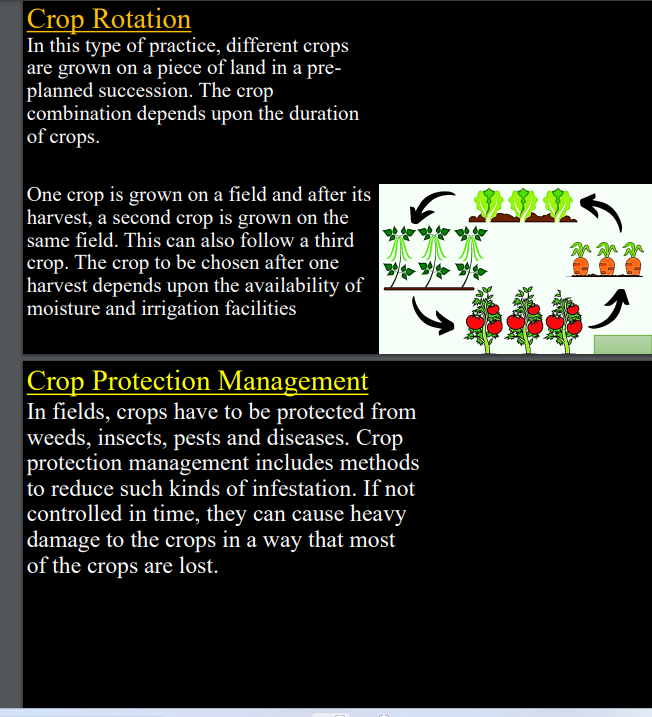 Crop Rotation
In this type of practice, different crops
are grown on a piece of land in a pre-
planned succession. The crop
combination depends upon the duration
of crops.
One crop is grown on a field and after its
harvest, a second crop is grown on the
same field. This can also follow a third
crop. The crop to be chosen after one
harvest depends upon the availability of
moisture and irrigation facilities
Crop Protection Management
In fields, crops have to be protected from
weeds, insects, pests and diseases. Crop
protection management includes methods
to reduce such kinds of infestation. If not
controlled in time, they can cause heavy
damage to the crops in a way that most
of the crops are lost.